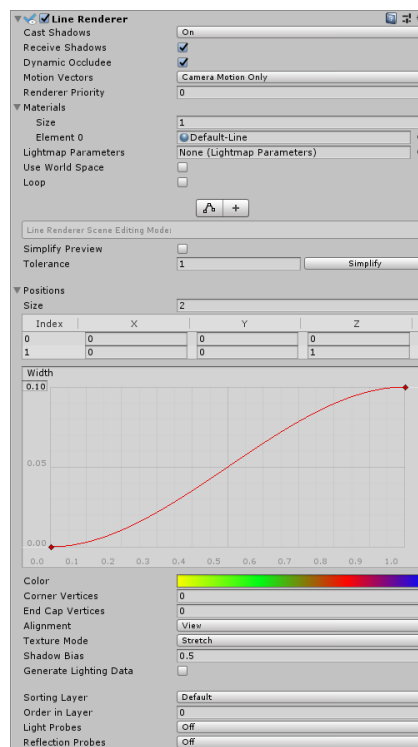 Line Renderer
Cast Shadows On
Receive Shadows
Dynamic Occludee
Motion Vectors Camera Motion Only
Renderer Priority 0
Materials
Size 1
Element 0 Default-Line
Lightmap Parameters None (Lightmap Parameters)
Use World Space
Loop
Line Renderer Scene Editing Mode:
Simplify Preview
Tolerance 1 Simplify
Positions
Size 2
Index X Y Z
0 0 0 0
1 0 0 1
Width
0.10
0.05
0.00
0.0 0.1 0.2 0.3 0.4 0.5 0.6 0.7 0.8 0.9 1.0
Color
Corner Vertices 0
End Cap Vertices 0
Alignment View
Texture Mode Stretch
Shadow Bias 0.5
Generate Lighting Data
Sorting Layer Default
Order in Layer 0
Light Probes Off
Reflection Probes Off